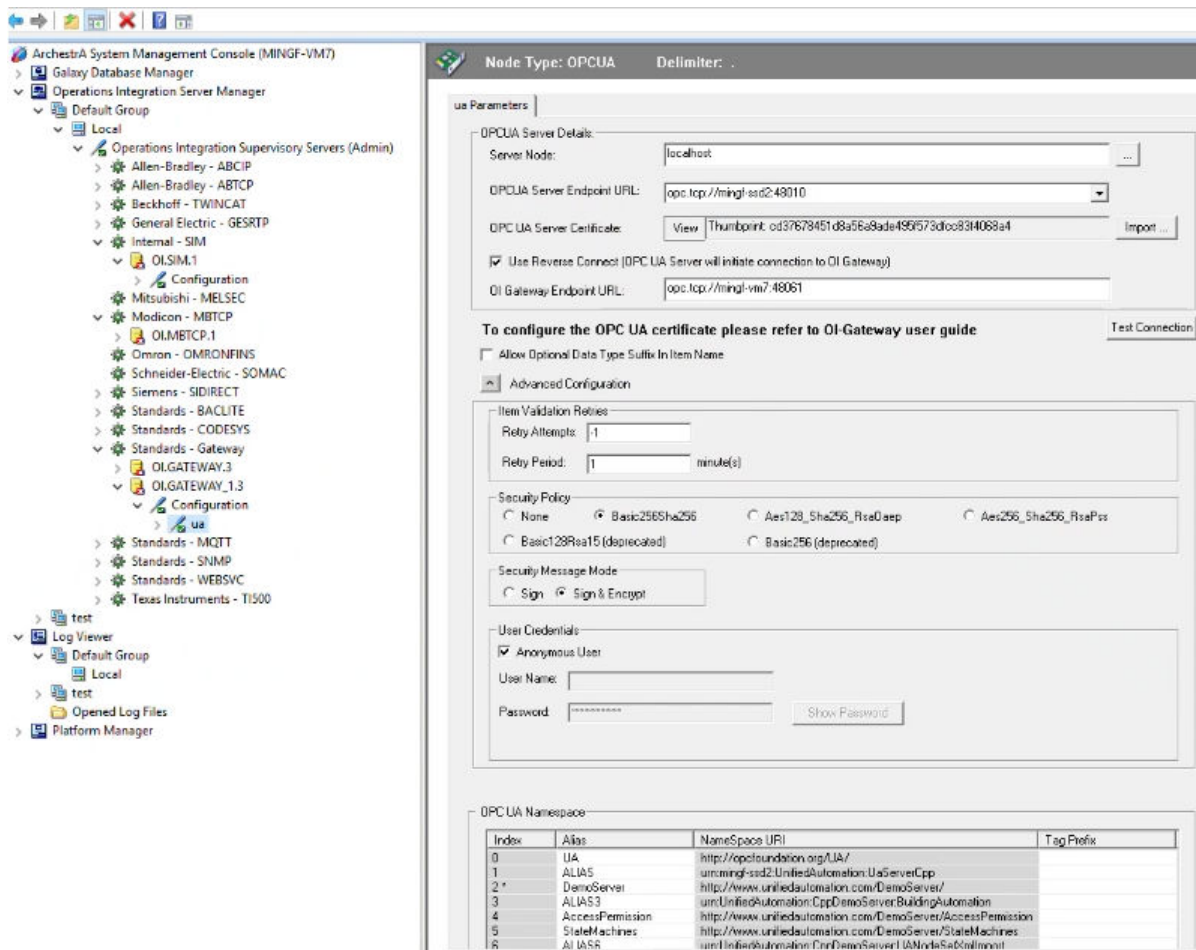 ArchestrA System Management Console (MINGF-VM7)
Galaxy Database Manager
Operations Integration Server Manager
Default Group
Local
Operations Integration Supervisory Servers (Admin)
Allen-Bradley - ABCIP
Allen-Bradley - ABTCP
Beckhoff - TWINCAT
General Electric - GESRTP
Internal - SIM
OI.SIM.1
Configuration
Mitsubishi - MELSEC
Modicon - MBTCP
OI.MBTCP.1
Omron - OMRONFINS
Schneider-Electric - SOMAC
Siemens - SIDIRECT
Standards - BACLITE
Standards - CODESYS
Standards - Gateway
OI.GATEWAY.3
OI.GATEWAY_1.3
Configuration
ua
Standards - MQTT
Standards - SNMP
Standards - WEBSVC
Texas Instruments - TI500
test
Log Viewer
Default Group
Local
test
Opened Log Files
Platform Manager
Node Type: OPCUA Delimiter: .
ua Parameters
OPCUA Server Details:
Server Node: localhost ...
OPCUA Server Endpoint URL: opc.tcp://mingf-ssd2:48010
OPC UA Server Certificate: View Thumbprint: cd37678451d8a56a9ade495f573dfcc83f4068a4 Import ...
Use Reverse Connect (OPC UA Server will initiate connection to OI Gateway)
OI Gateway Endpoint URL: opc.tcp://mingf-vm7:48061
To configure the OPC UA certificate please refer to OI-Gateway user guide Test Connection
Allow Optional Data Type Suffix In Item Name
Advanced Configuration
Item Validation Retries
Retry Attempts: -1
Retry Period: 1 minute(s)
Security Policy
None Basic256Sha256 Aes128_Sha256_RsaOaep Aes256_Sha256_RsaPss
Basic128Rsa15 (deprecated) Basic256 (deprecated)
Security Message Mode
Sign Sign & Encrypt
User Credentials
Anonymous User
User Name:
Password: ********** Show Password
OPC UA Namespace
Index Alias NameSpace URI Tag Prefix
0 UA http://opcfoundation.org/UA/
1 ALIAS urn:mingf-ssd2:UnifiedAutomation:UaServerCpp
2 * DemoServer http://www.unifiedautomation.com/DemoServer/
3 ALIAS3 urn:UnifiedAutomation:CppDemoServer:BuildingAutomation
4 AccessPermission http://www.unifiedautomation.com/DemoServer/AccessPermission
5 StateMachines http://www.unifiedautomation.com/DemoServer/StateMachines
6 ALIAS6 urn:UnifiedAutomation:CppDemoServer:UANodeSetXmlImport